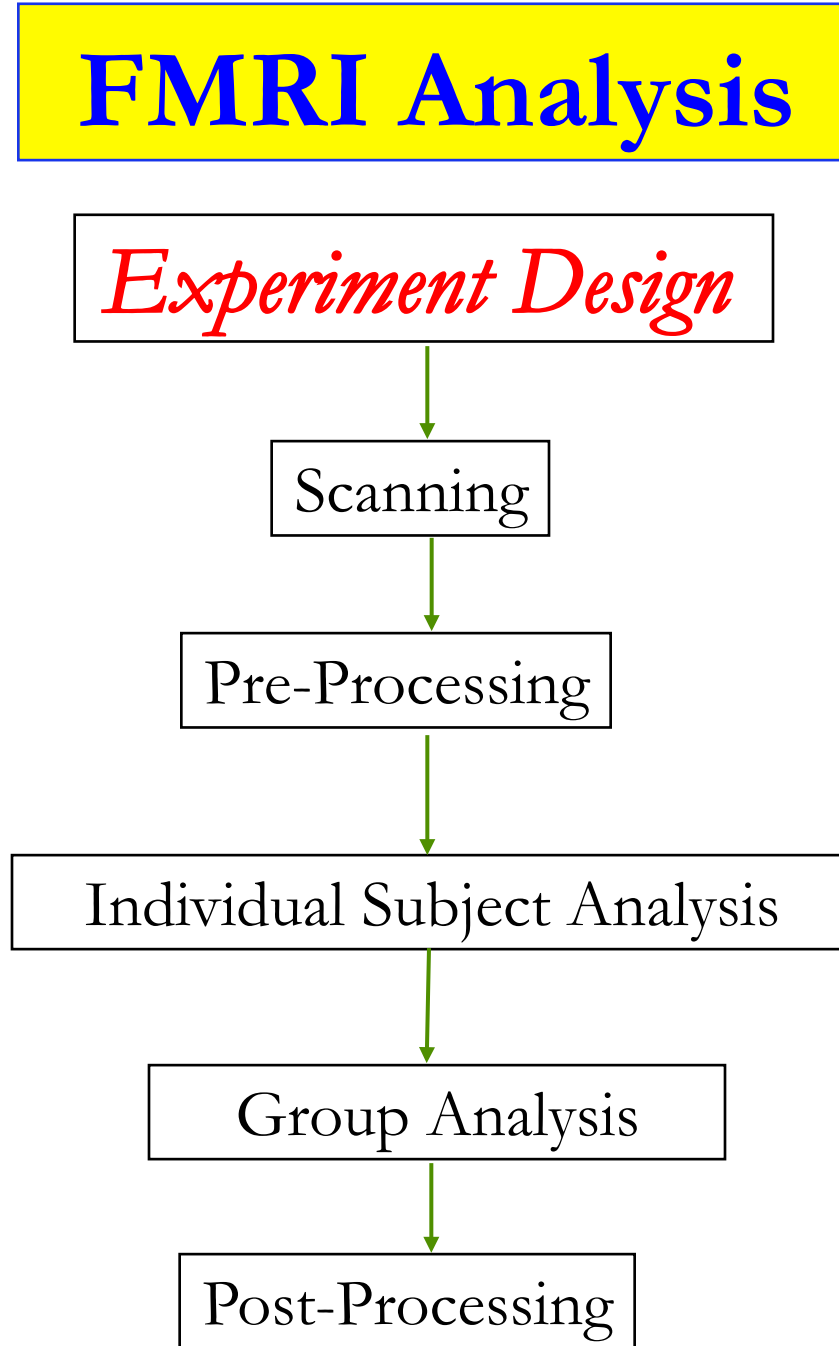 FMRI Analysis
Experiment Design
Scanning
Pre-Processing
Individual Subject Analysis
Group Analysis
Post-Processing